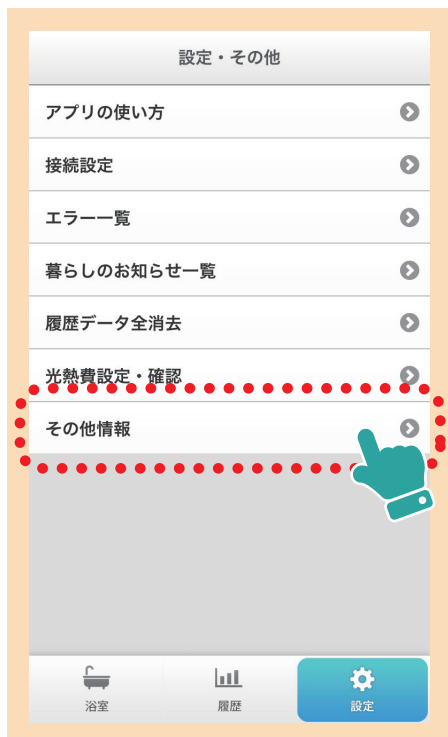 設定・その他
アプリの使い方
接続設定
エラー一覧
暮らしのお知らせ一覧
履歴データ全消去
光熱費設定・確認
その他情報
浴室
履歴
設定